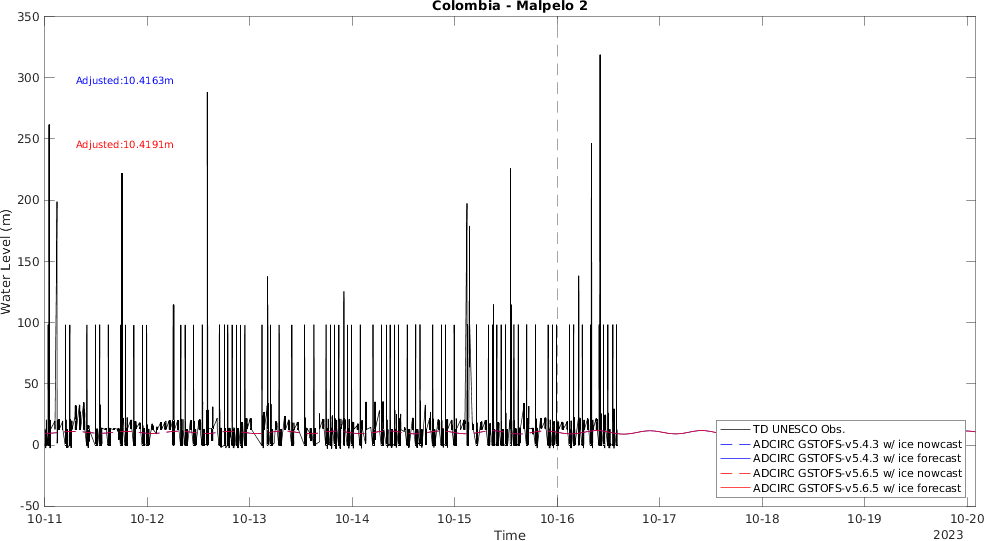 Colombia - Malpelo 2
350
300
250
200
150
100
50
0
-50
Water Level (m)
Adjusted:10.4163m
Adjusted:10.4191m
TD UNESCO Obs.
ADCIRC GSTOFS-v5.4.3 w/ ice nowcast
ADCIRC GSTOFS-v5.4.3 w/ ice forecast
ADCIRC GSTOFS-v5.6.5 w/ ice nowcast
ADCIRC GSTOFS-v5.6.5 w/ ice forecast
10-11 10-12 10-13 10-14 10-15 10-16 10-17 10-18 10-19 10-20
Time
2023